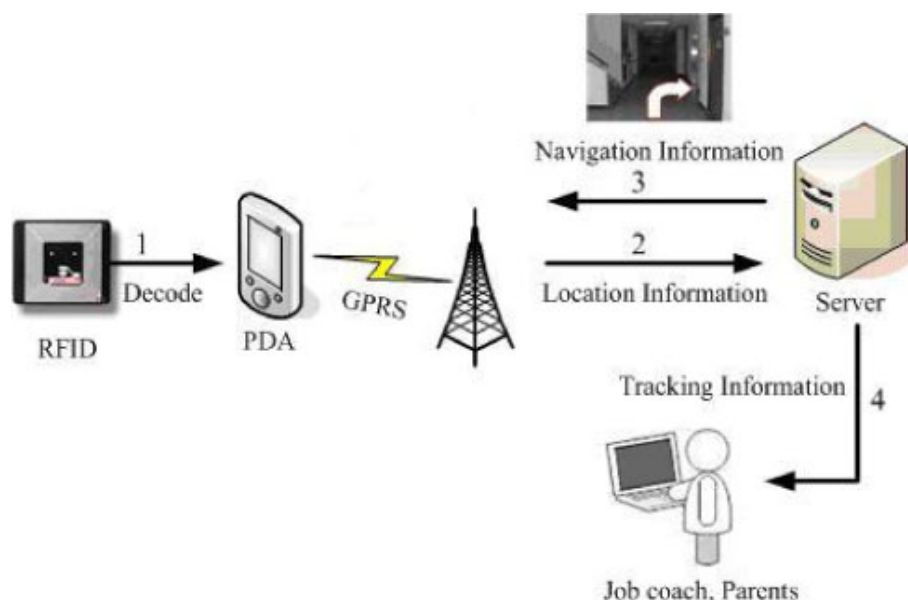 Navigation Information
3
1
2
Decode
GPRS
Location Information
Server
RFID
PDA
Tracking Information
4
Job coach, Parents